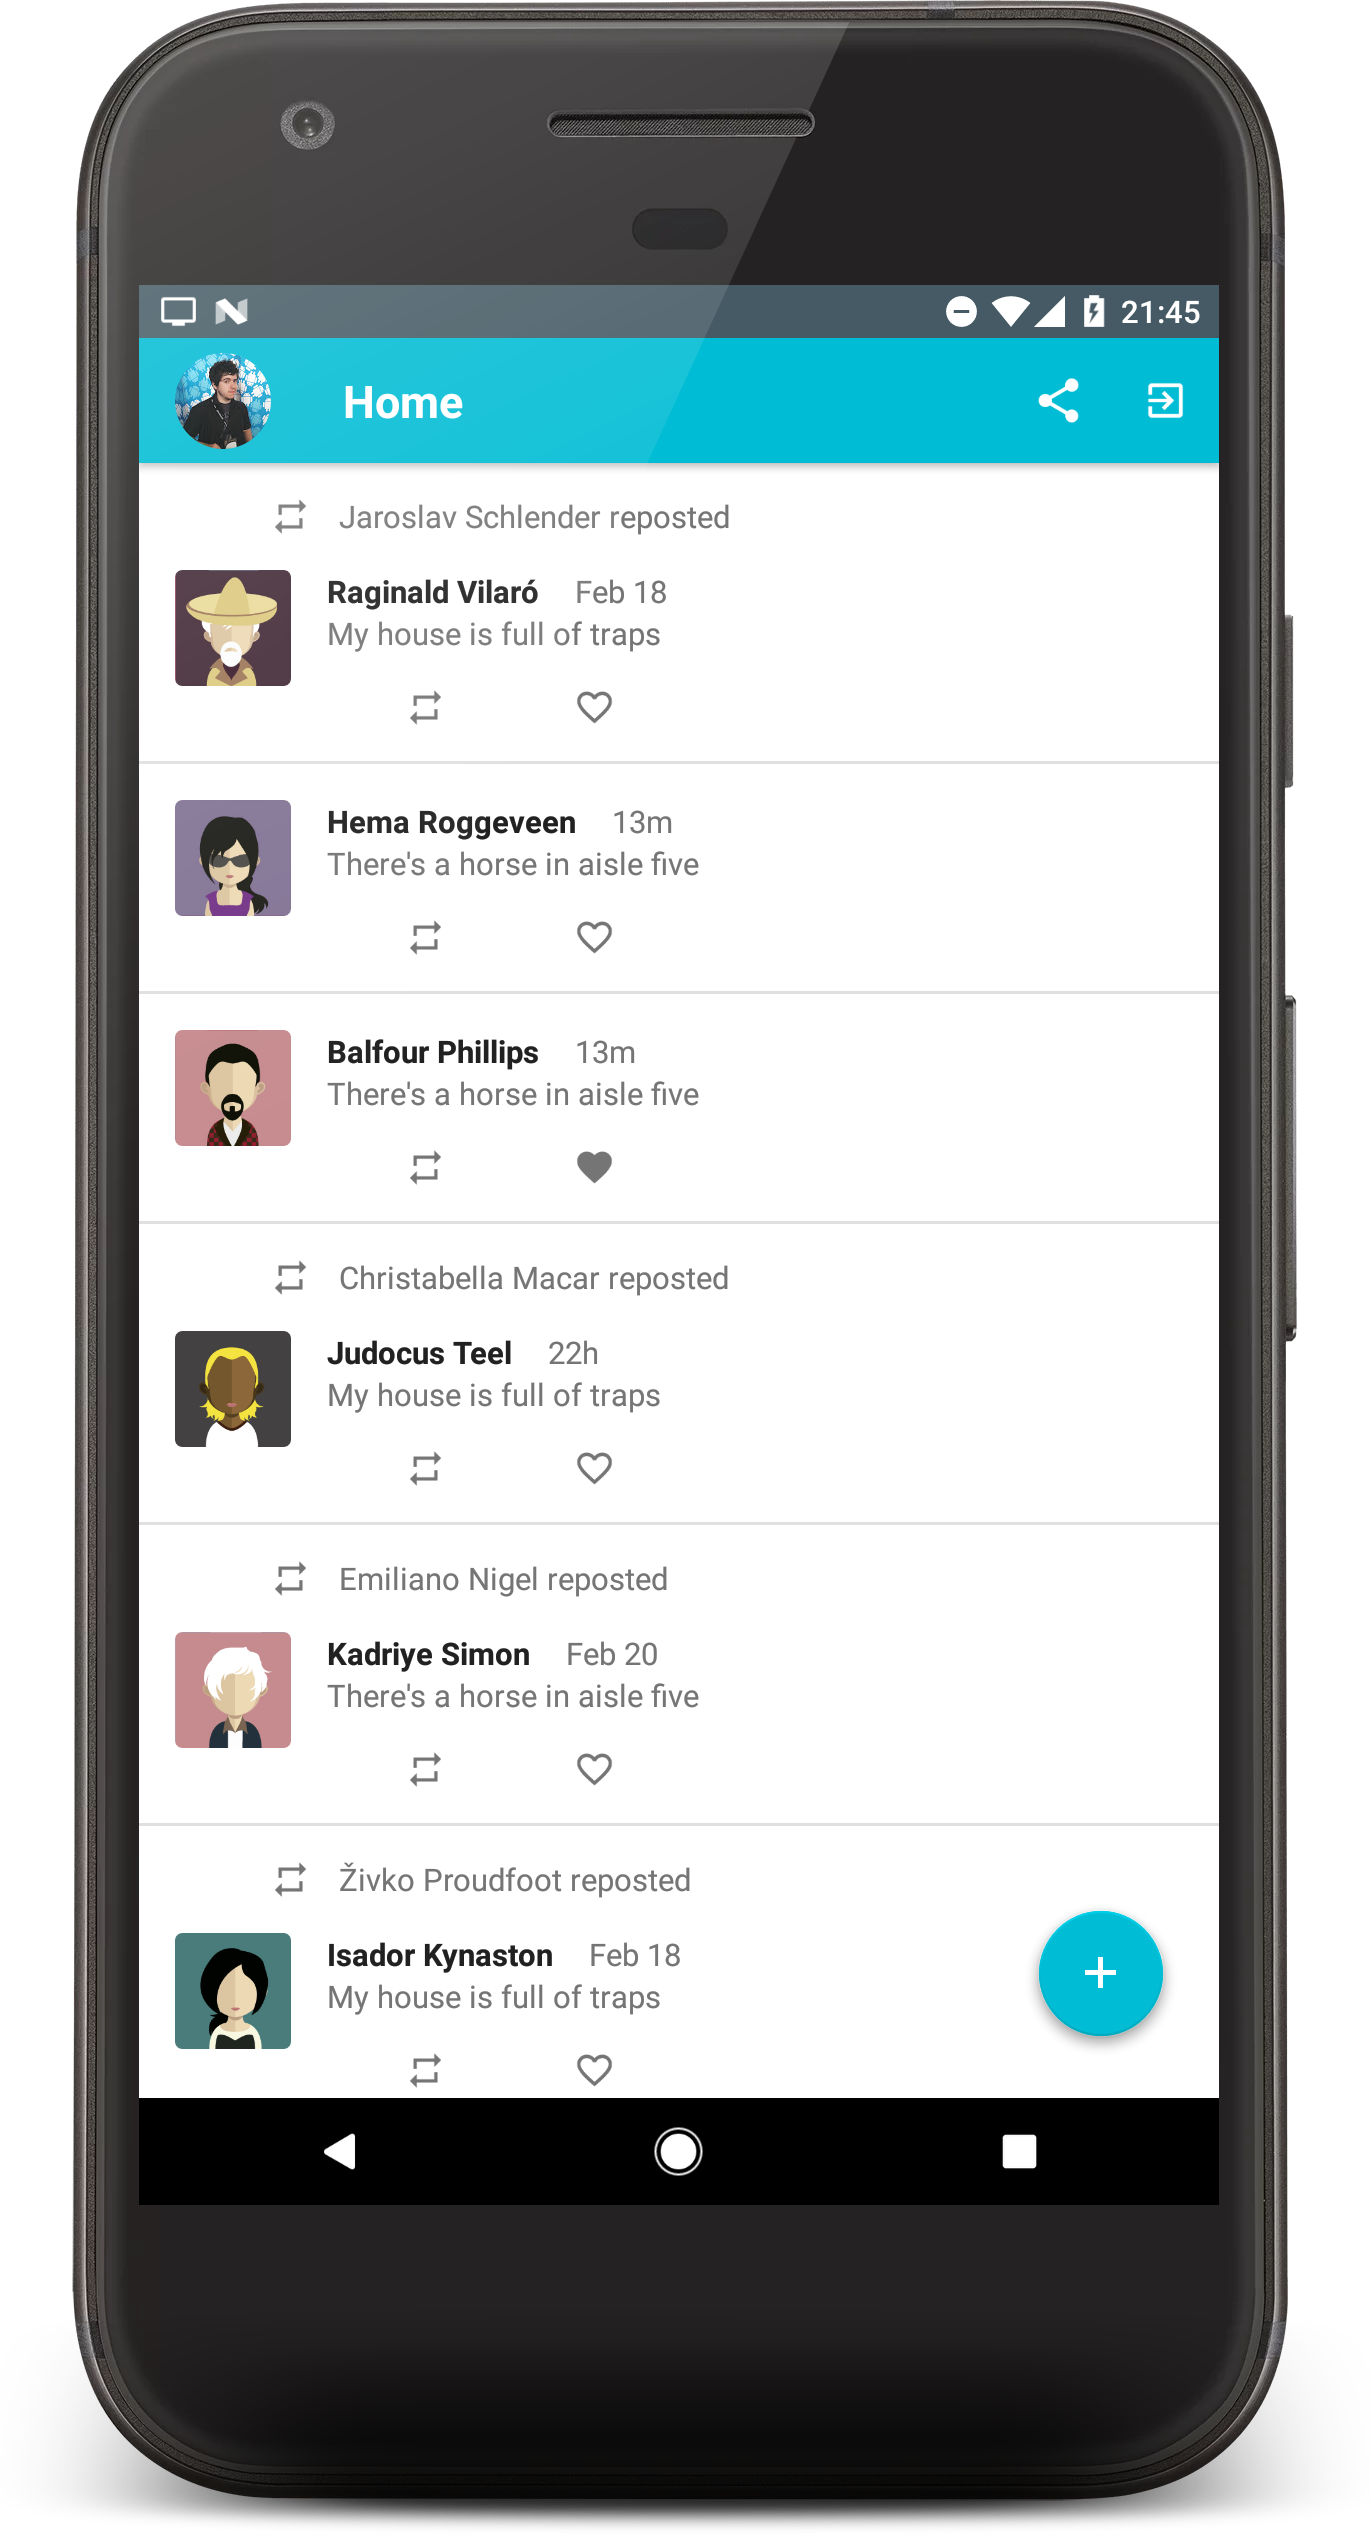 21:45
Home
Jaroslav Schlender reposted
Raginald Vilaró Feb 18
My house is full of traps
Hema Roggeveen 13m
There's a horse in aisle five
Balfour Phillips 13m
There's a horse in aisle five
Christabella Macar reposted
Judocus Teel 22h
My house is full of traps
Emiliano Nigel reposted
Kadriye Simon Feb 20
There's a horse in aisle five
Živko Proudfoot reposted
Isador Kynaston Feb 18
My house is full of traps